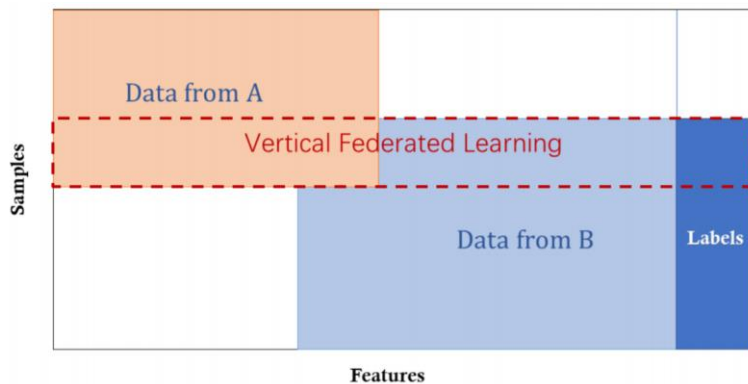 Data from A
Vertical Federated Learning
Samples
Data from B
Labels
Features